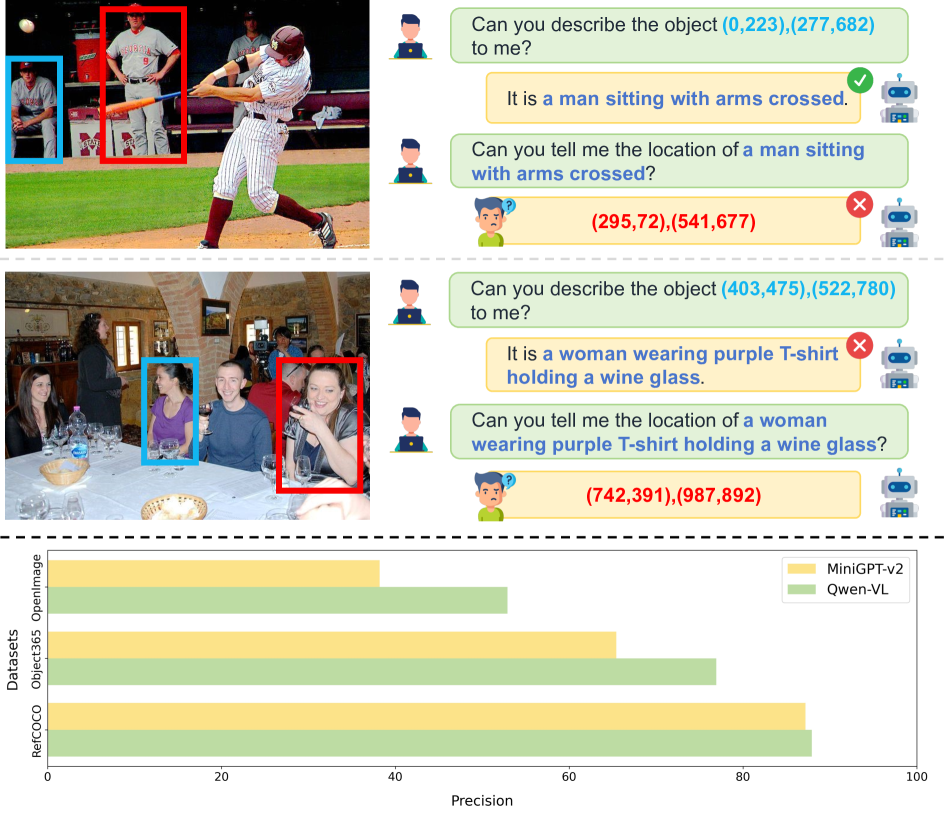 Can you describe the object (0,223),(277,682)
to me?
It is a man sitting with arms crossed.
Can you tell me the location of a man sitting
with arms crossed?
?
(295,72),(541,677)
Can you describe the object (403,475),(522,780)
to me?
It is a woman wearing purple T-shirt
holding a wine glass.
Can you tell me the location of a woman
wearing purple T-shirt holding a wine glass?
?
(742,391),(987,892)
MiniGPT-v2
Qwen-VL
Datasets
OpenImage
Object365
RefCOCO
0 20 40 60 80 100
Precision